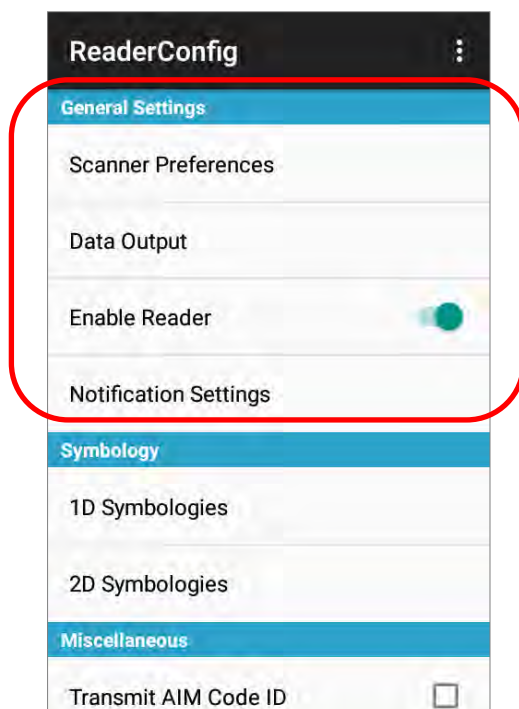 ReaderConfig
General Settings
Scanner Preferences
Data Output
Enable Reader
Notification Settings
Symbology
1D Symbologies
2D Symbologies
Miscellaneous
Transmit AIM Code ID